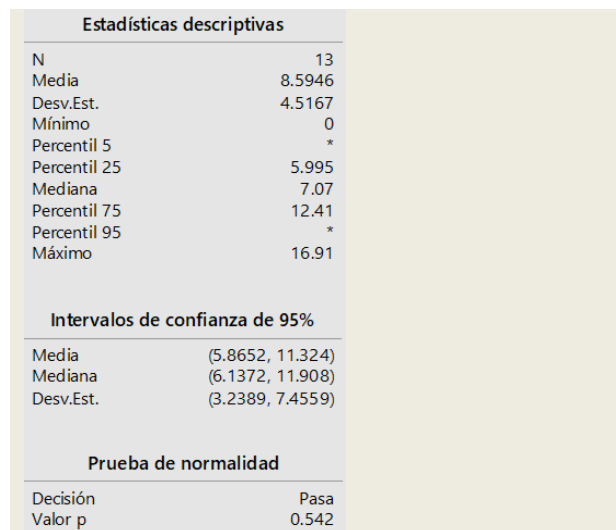 Estadísticas descriptivas
N 13
Media 8.5946
Desv.Est. 4.5167
Mínimo 0
Percentil 5 *
Percentil 25 5.995
Mediana 7.07
Percentil 75 12.41
Percentil 95 *
Máximo 16.91
Intervalos de confianza de 95%
Media (5.8652, 11.324)
Mediana (6.1372, 11.908)
Desv.Est. (3.2389, 7.4559)
Prueba de normalidad
Decisión Pasa
Valor p 0.542